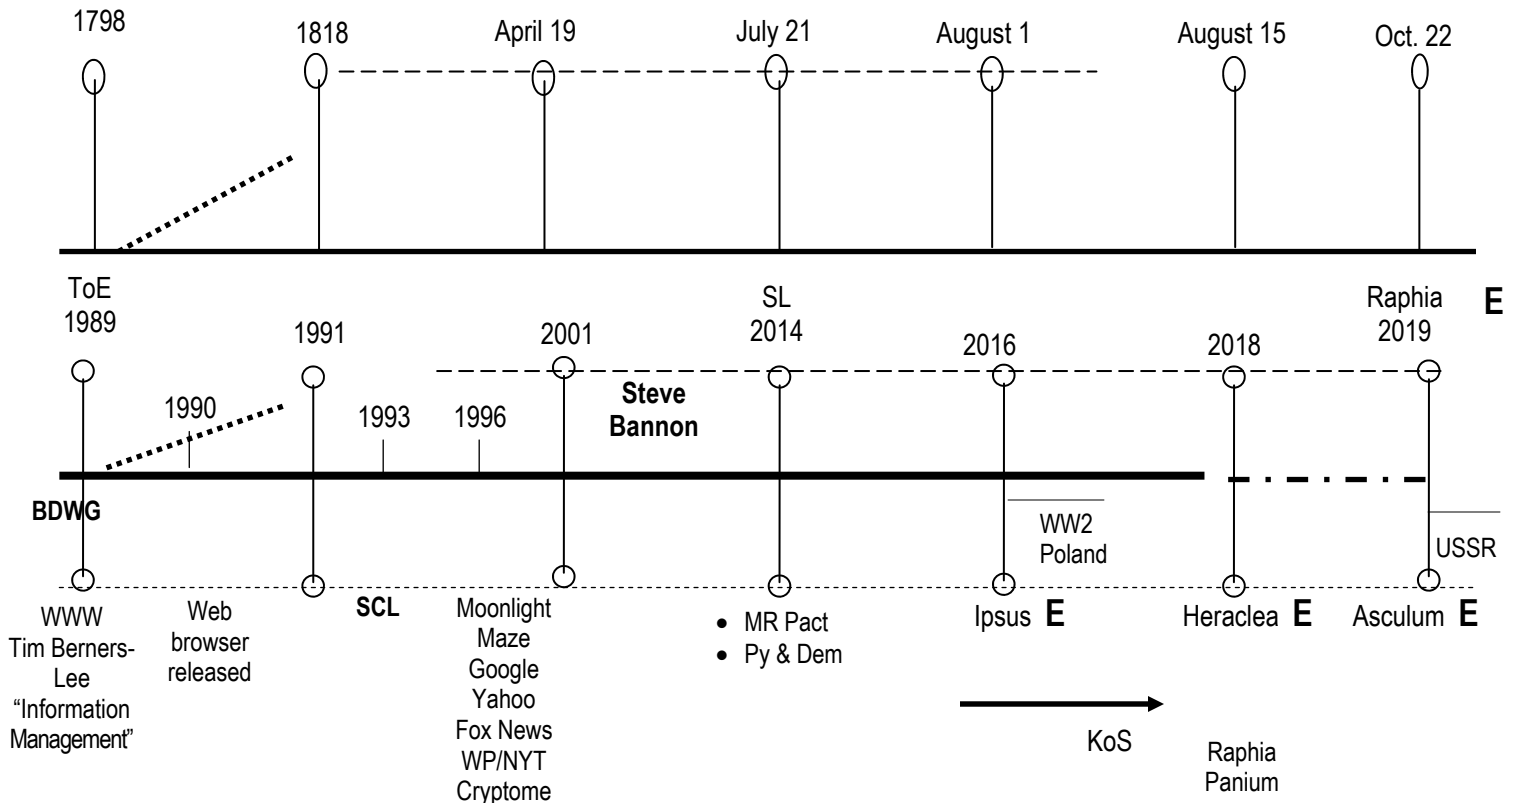 1798
1818
April 19
July 21
August 1
August 15
Oct. 22
ToE
1989
1991
2001
SL
2014
2016
2018
Raphia
2019
E
1990
1993
1996
Steve
Bannon
BDWG
WW2
Poland
USSR
WWW
Tim Berners-
Lee
“Information
Management”
Web
browser
released
SCL
Moonlight
Maze
Google
Yahoo
Fox News
WP/NYT
Cryptome
• MR Pact
• Py & Dem
Ipsus E
Heraclea E
Asculum E
KoS
Raphia
Panium